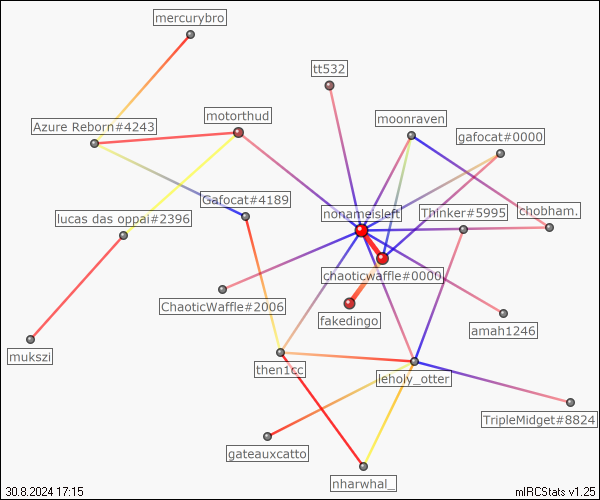 mercurybro
tt532
motorthud
moonraven
Azure Reborn#4243
gafocat#0000
Gafocat#4189
nonameisleft
Thinker#5995
chobham.
lucas das oppai#2396
chaoticwaffle#0000
ChaoticWaffle#2006
fakedingo
amah1246
mukszi
then1cc
leholy_otter
TripleMidget#8824
gateauxcatto
nharwhal_
30.8.2024 17:15
mIRCStats v1.25